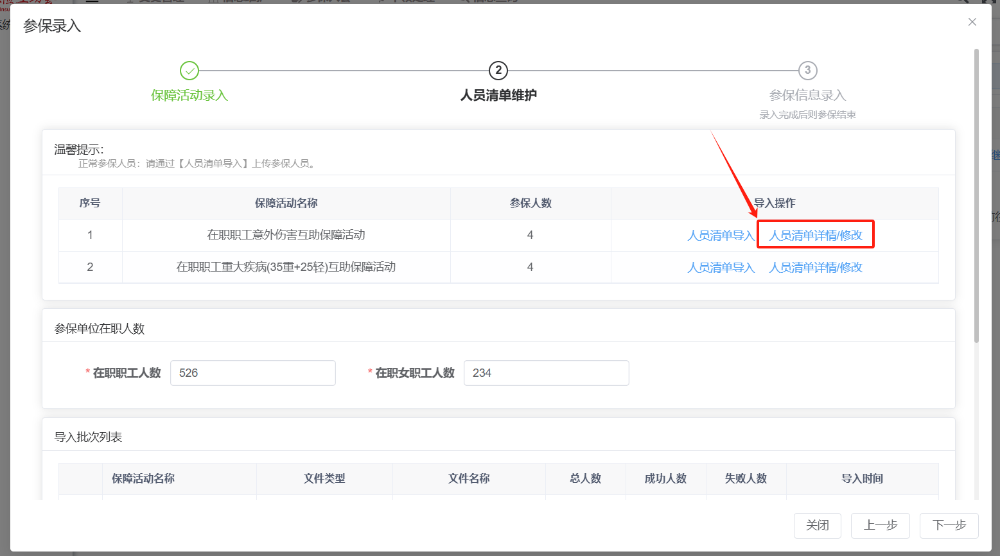 参保录入
2
3
保障活动录入
人员清单维护
参保信息录入
录入完成后则参保结束
温馨提示：
正常参保人员：请通过【人员清单导入】上传参保人员。
序号 保障活动名称 参保人数 导入操作
1 在职职工意外伤害互助保障活动 4 人员清单导入 人员清单详情/修改
2 在职职工重大疾病(35重+25轻)互助保障活动 4 人员清单导入 人员清单详情/修改
参保单位在职人数
* 在职职工人数 526 * 在职女职工人数 234
导入批次列表
保障活动名称 文件类型 文件名称 总人数 成功人数 失败人数 导入时间
关闭 上一步 下一步